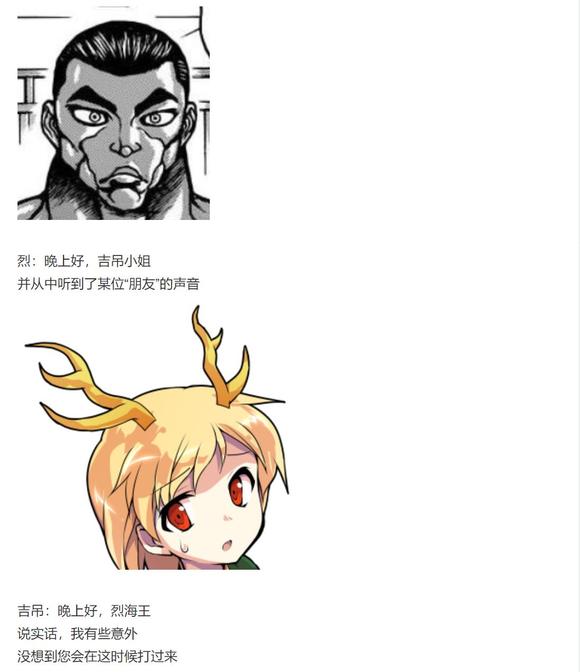 烈：晚上好，吉吊小姐
并从中听到了某位“朋友”的声音
吉吊：晚上好，烈海王
说实话，我有些意外
没想到您会在这时候打过来